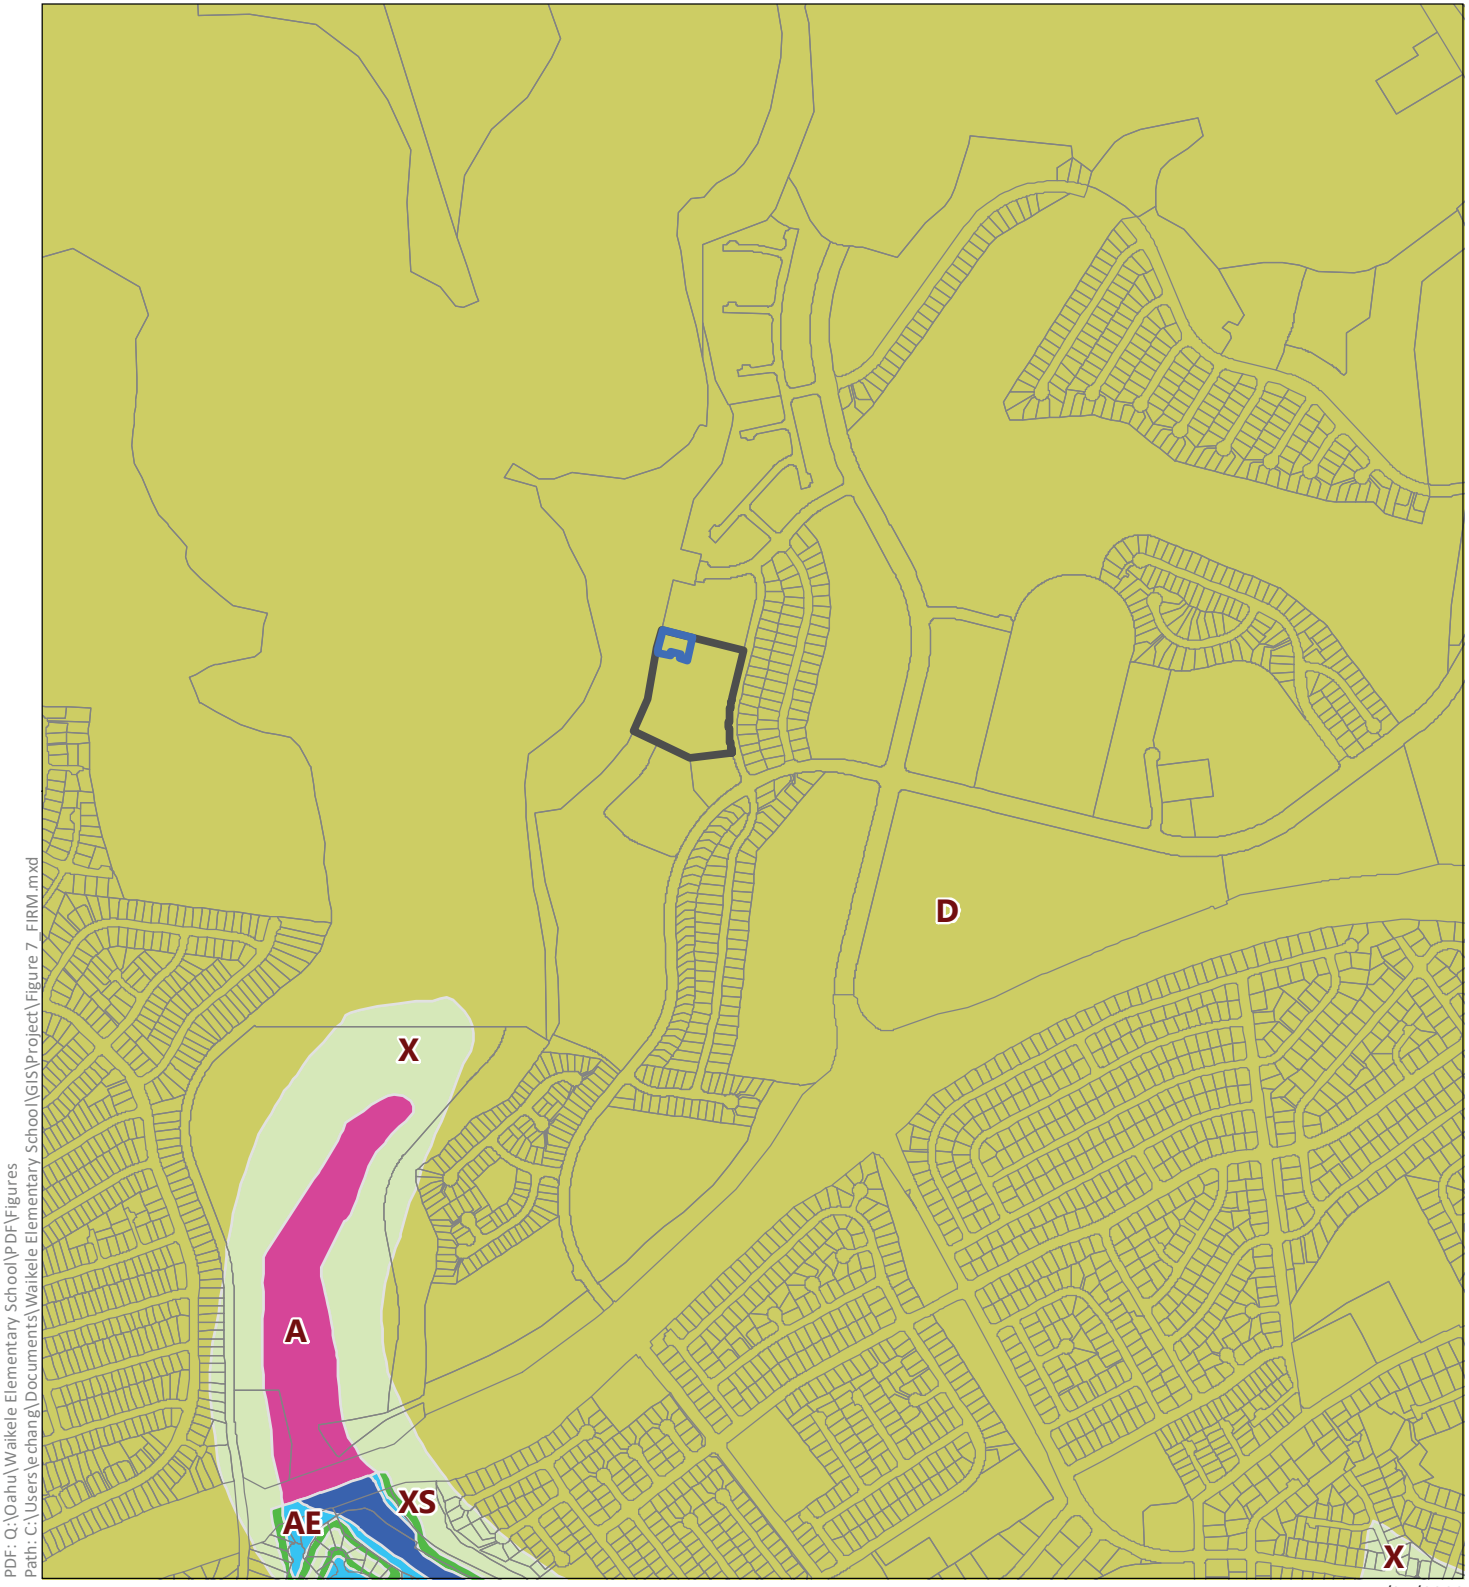 D
X
A
XS
AE
X
PDF: Q:\Oahu\Waikele Elementary School\PDF\Figures
Path: C:\Users\echang\Documents\Waikele Elementary School\GIS\Project\Figure 7_FIRM.mxd